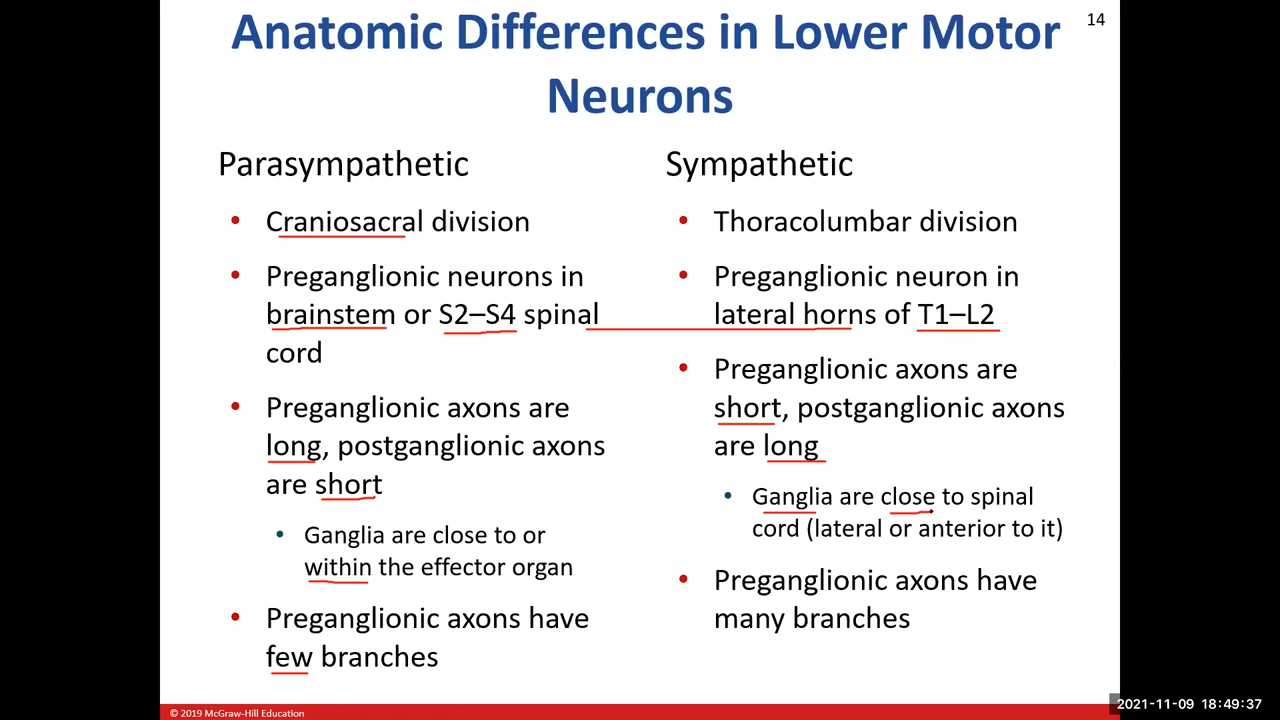 Anatomic Differences in Lower Motor
Neurons
14
Parasympathetic
• Craniosacral division
• Preganglionic neurons in
brainstem or S2–S4 spinal
cord
• Preganglionic axons are
long, postganglionic axons
are short
• Ganglia are close to or
within the effector organ
• Preganglionic axons have
few branches
Sympathetic
• Thoracolumbar division
• Preganglionic neuron in
lateral horns of T1–L2
• Preganglionic axons are
short, postganglionic axons
are long
• Ganglia are close to spinal
cord (lateral or anterior to it)
• Preganglionic axons have
many branches
© 2019 McGraw-Hill Education
2021-11-09 18:49:37